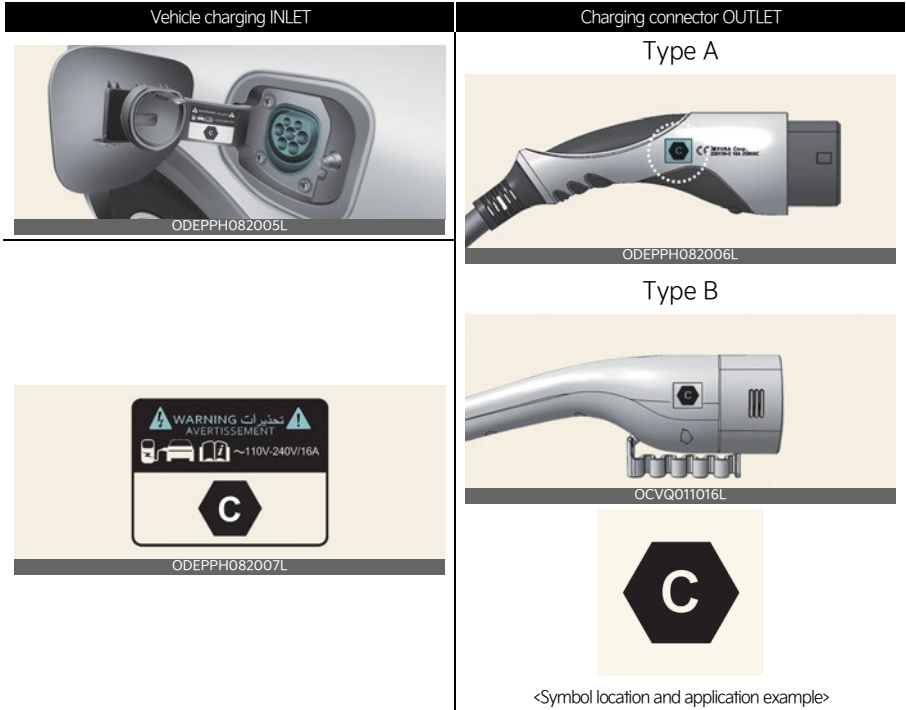 Vehicle charging INLET
ODEPPH082005L
WARNING تحذيرات
AVERTISSEMENT
~110V-240V/16A
C
ODEPPH082007L
Charging connector OUTLET
Type A
C
ODEPPH082006L
Type B
C
OCVQ011016L
C
<Symbol location and application example>